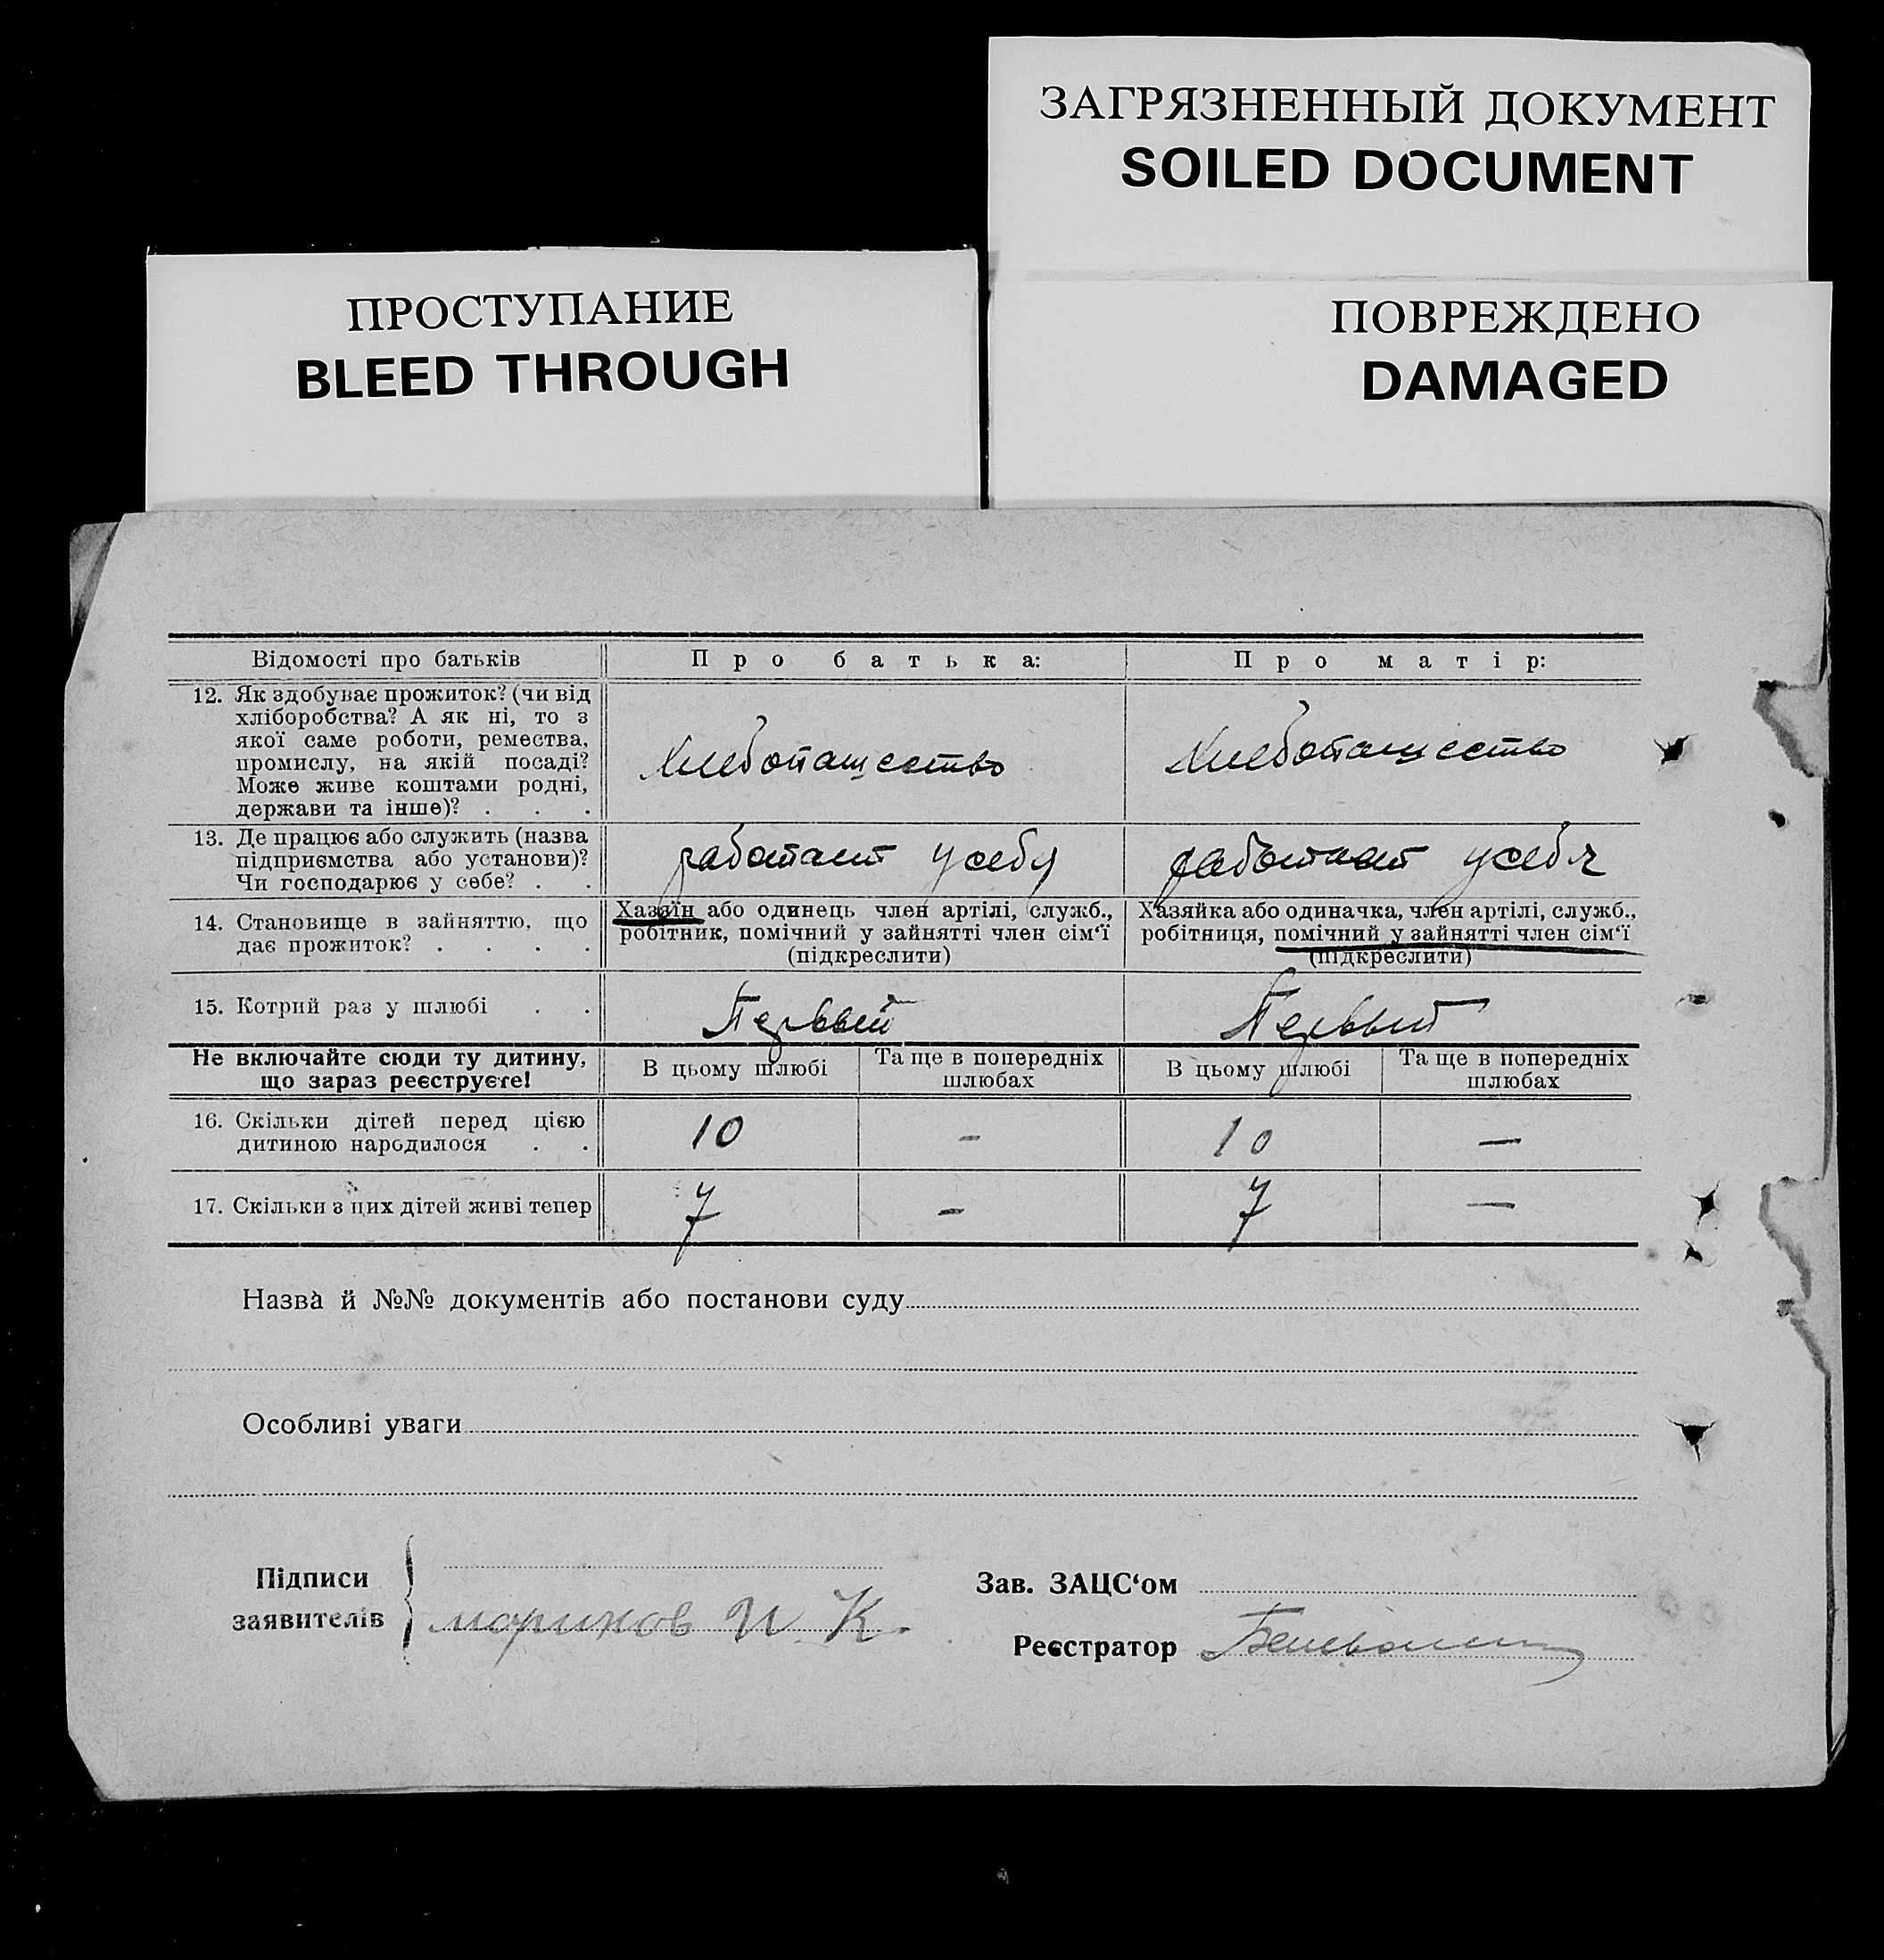 ЗАГРЯЗНЕННЫЙ ДОКУМЕНТ
SOILED DOCUMENT
ПРОСТУПАНИЕ
BLEED THROUGH
ПОВРЕЖДЕНО
DAMAGED
Відомості про батьків Про батька: Про матір:
12. Як здобуває прожиток? (чи від
хліборобства? А як ні, то з
якої саме роботи, ремества,
промислу, на якій посаді?
Може живе коштами родні,
держави та інше)? . . .
Хлебопащество Хлебопащество
13. Де працює або служить (назва
підприємства або установи)?
Чи господарює у себе? . .
работает у себя работает у себя
14. Становище в зайняттю, що
дає прожиток? . . . .
Хазяїн або одинець член артілі, служб.,
робітник, помічний у зайнятті член сім‘ї
(підкреслити)
Хазяйка або одиначка, член артілі, служб.,
робітниця, помічний у зайнятті член сім‘ї
(підкреслити)
15. Котрий раз у шлюбі . . Первый Первый
Не включайте сюди ту дитину,
що зараз реєструєте!
В цьому шлюбі Та ще в попередніх
шлюбах
В цьому шлюбі Та ще в попередніх
шлюбах
16. Скільки дітей перед цією
дитиною народилося . .
10 – 10 —
17. Скільки з цих дітей живі тепер 7 – 7 —
Назва й №№ документів або постанови суду
Особливі уваги
Підписи
заявителів
И. К.
Зав. ЗАЦС‘ом
Реєстратор